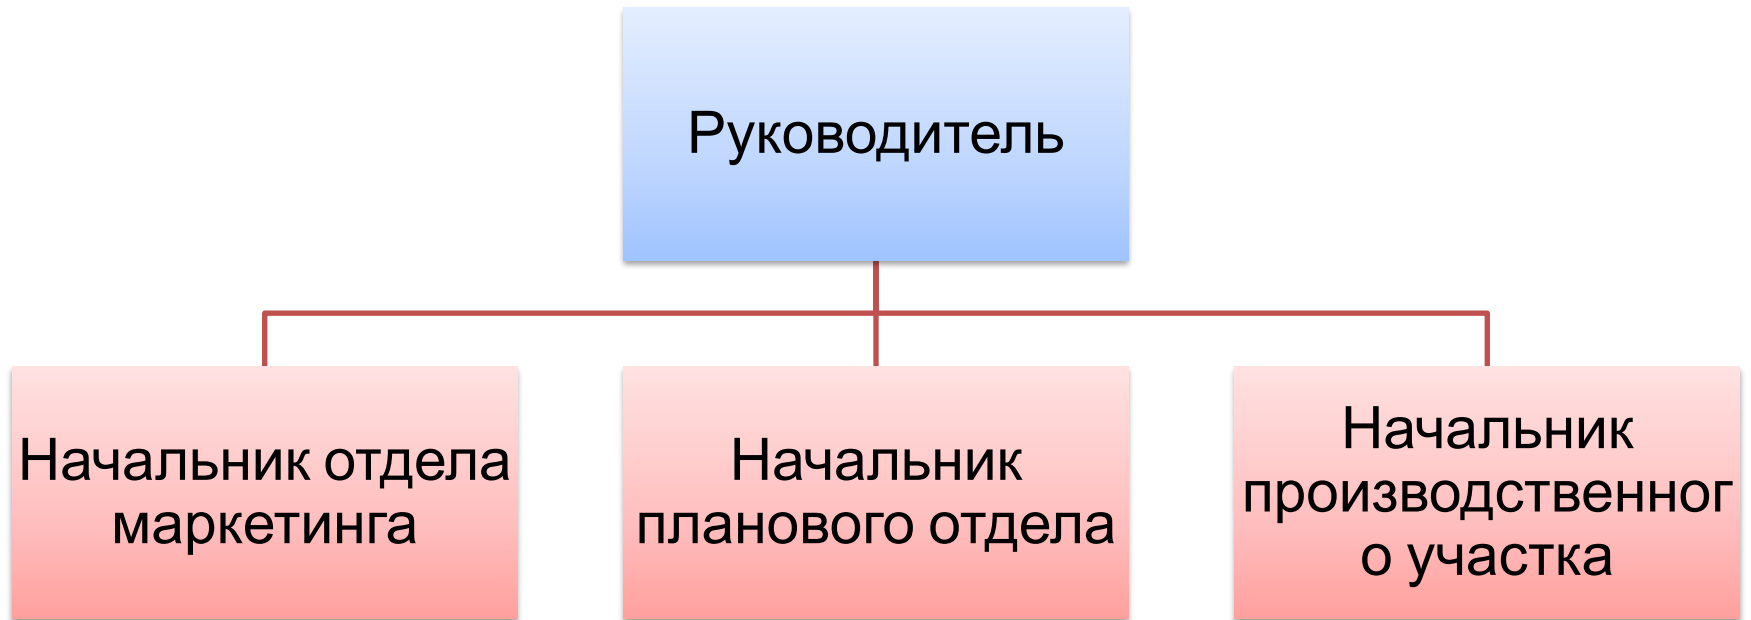 Руководитель
Начальник отдела
маркетинга
Начальник
планового отдела
Начальник
производственног
о участка